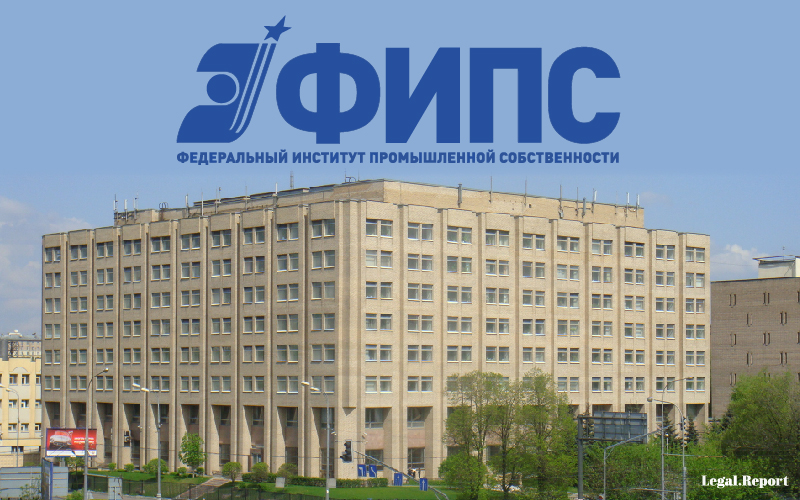 ФИПС
ФЕДЕРАЛЬНЫЙ ИНСТИТУТ ПРОМЫШЛЕННОЙ СОБСТВЕННОСТИ
Legal.Report